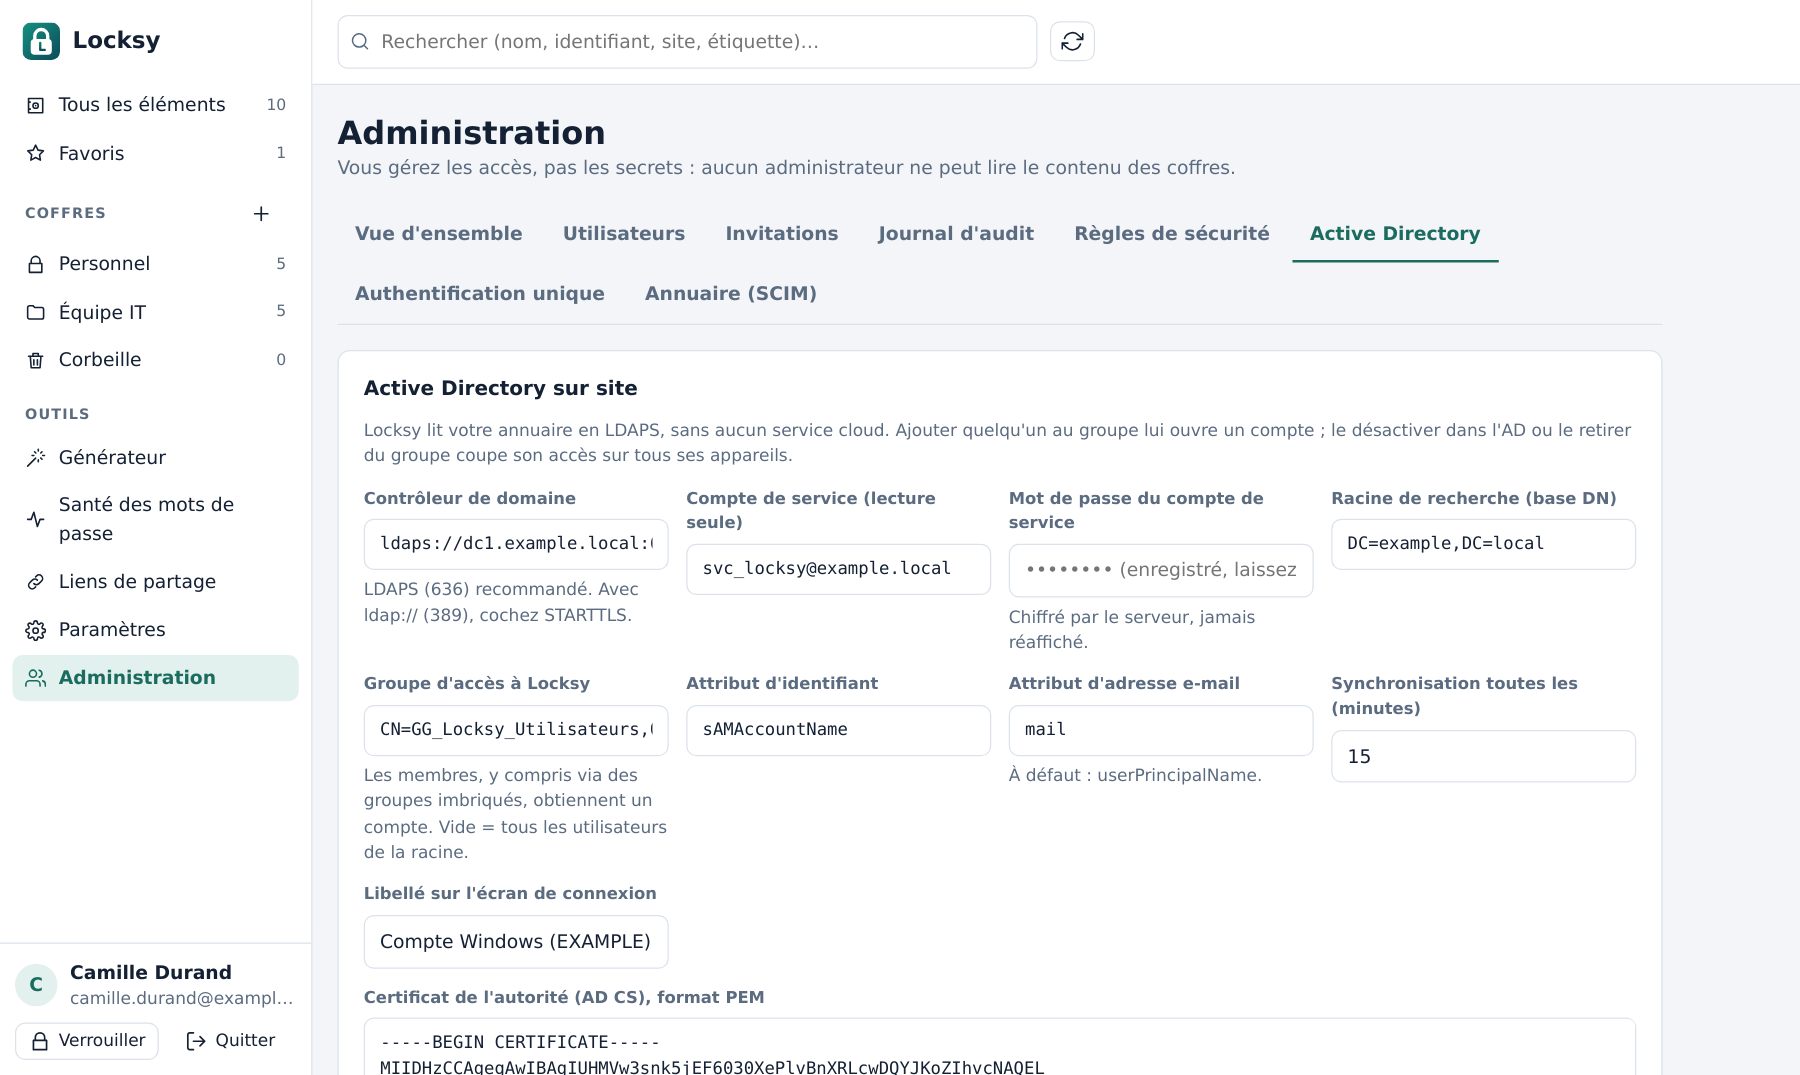 Locksy
Rechercher (nom, identifiant, site, étiquette)…
Tous les éléments 10
Favoris 1
COFFRES
Personnel 5
Équipe IT 5
Corbeille 0
OUTILS
Générateur
Santé des mots de
passe
Liens de partage
Paramètres
Administration
Camille Durand
C
camille.durand@exampl…
Verrouiller
Quitter
Administration
Vous gérez les accès, pas les secrets : aucun administrateur ne peut lire le contenu des coffres.
Vue d'ensemble
Utilisateurs
Invitations
Journal d'audit
Règles de sécurité
Active Directory
Authentification unique
Annuaire (SCIM)
Active Directory sur site
Locksy lit votre annuaire en LDAPS, sans aucun service cloud. Ajouter quelqu'un au groupe lui ouvre un compte ; le désactiver dans l'AD ou le retirer
du groupe coupe son accès sur tous ses appareils.
Contrôleur de domaine
ldaps://dc1.example.local:
LDAPS (636) recommandé. Avec
ldap:// (389), cochez STARTTLS.
Compte de service (lecture
seule)
svc_locksy@example.local
Mot de passe du compte de
service
•••••••• (enregistré, laissez
Chiffré par le serveur, jamais
réaffiché.
Racine de recherche (base DN)
DC=example,DC=local
Groupe d'accès à Locksy
CN=GG_Locksy_Utilisateurs,
Les membres, y compris via des
groupes imbriqués, obtiennent un
compte. Vide = tous les utilisateurs
de la racine.
Attribut d'identifiant
sAMAccountName
Attribut d'adresse e-mail
mail
À défaut : userPrincipalName.
Synchronisation toutes les
(minutes)
15
Libellé sur l'écran de connexion
Compte Windows (EXAMPLE)
Certificat de l'autorité (AD CS), format PEM
-----BEGIN CERTIFICATE-----